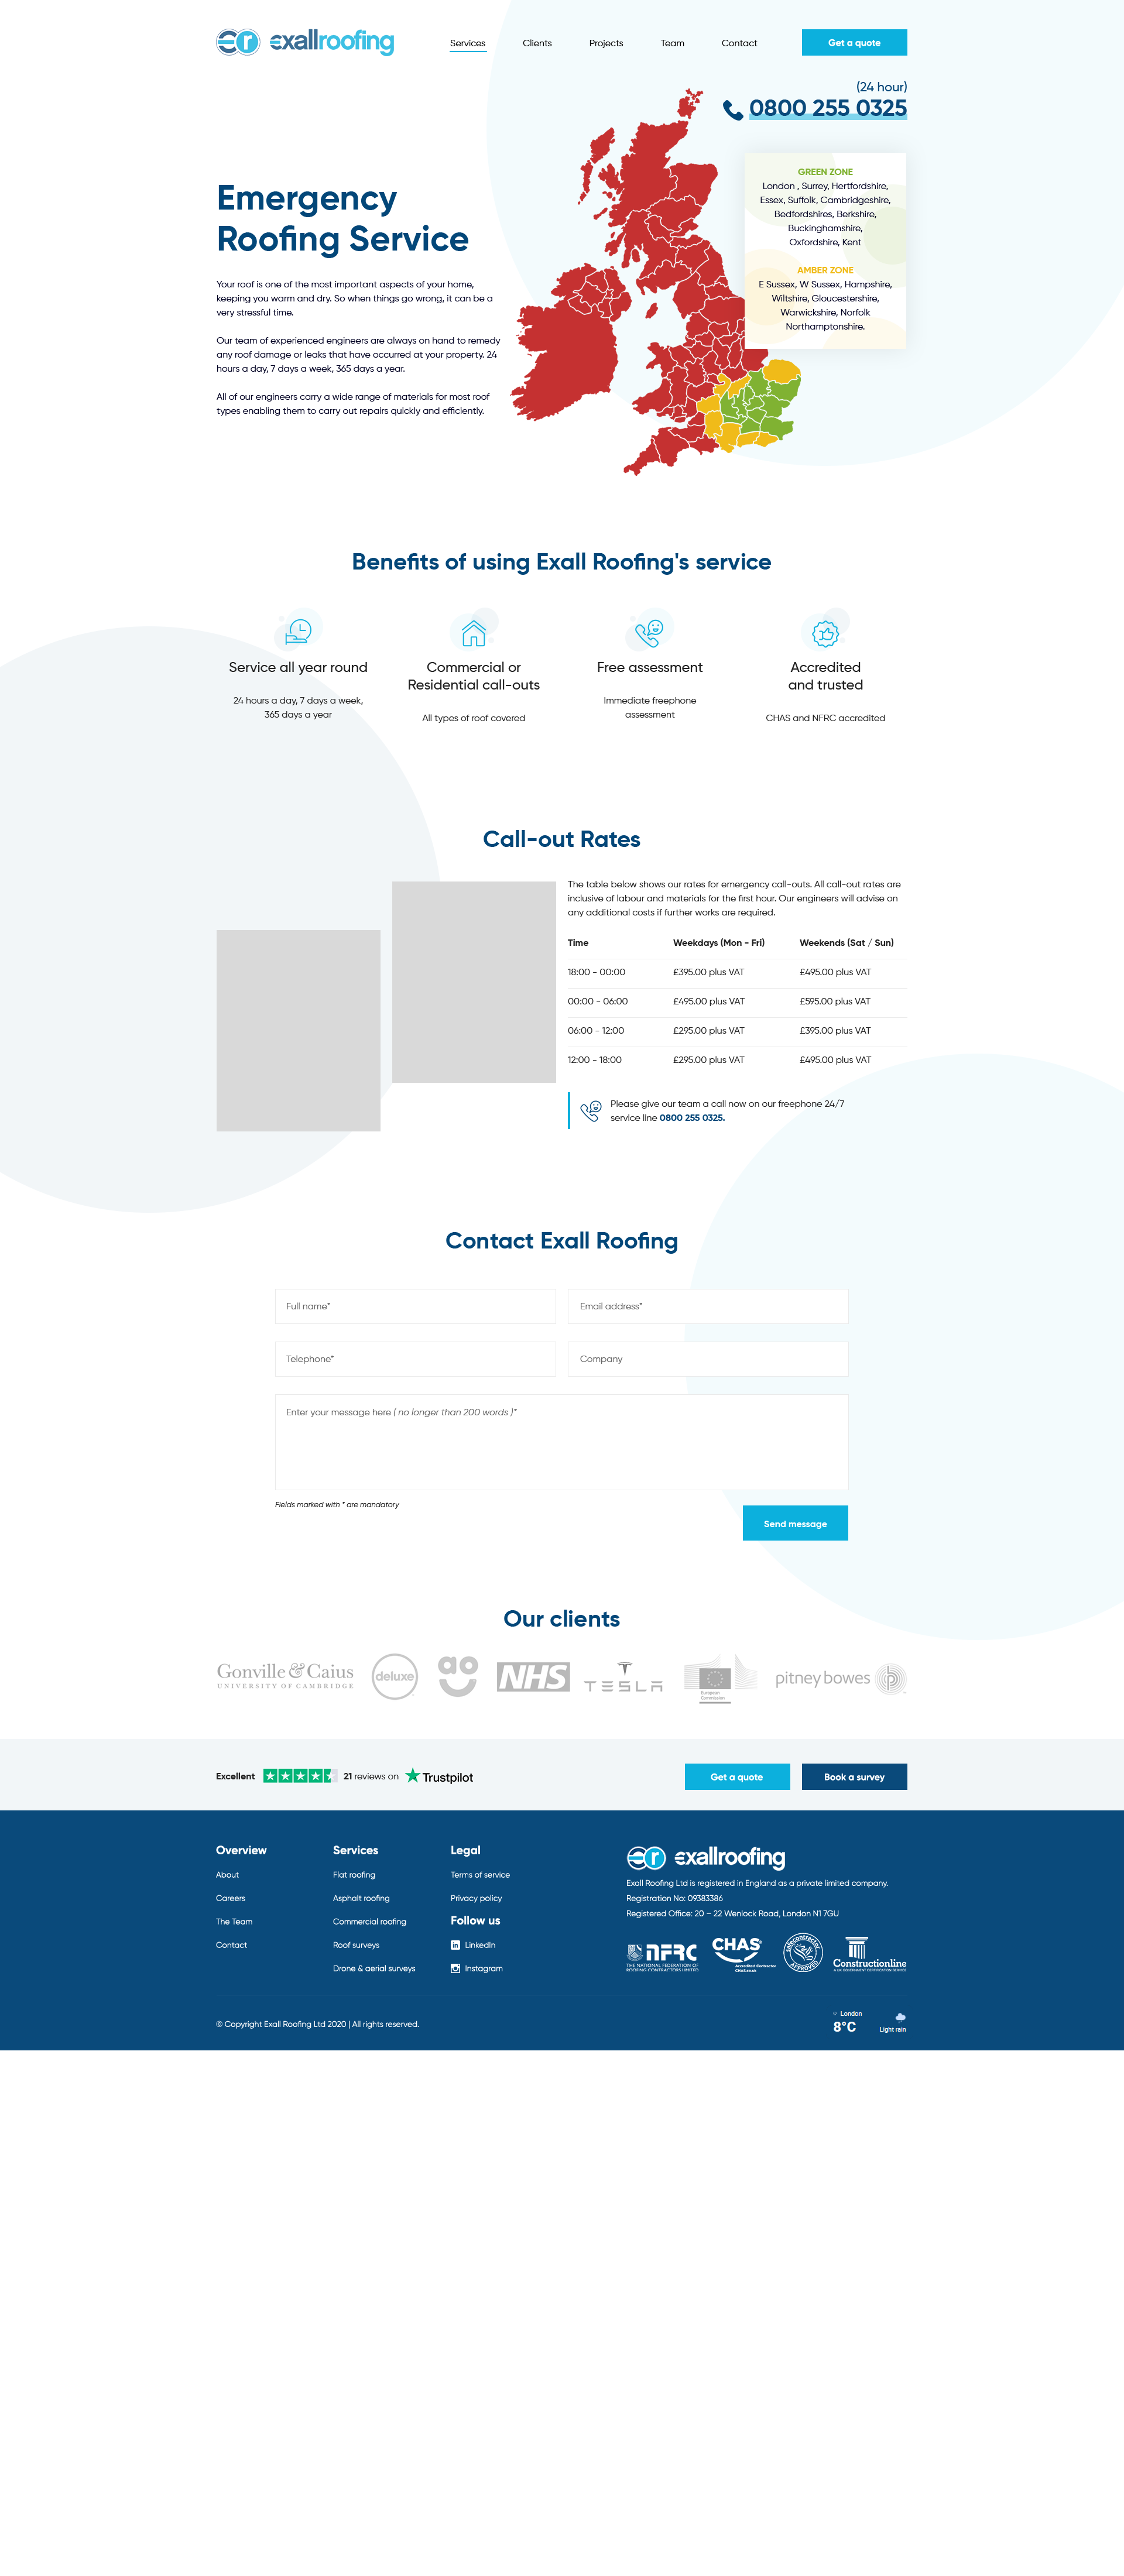 er exallroofing
Services
Clients
Projects
Team
Contact
Get a quote
(24 hour)
0800 255 0325
Emergency
Roofing Service
Your roof is one of the most important aspects of your home,
keeping you warm and dry. So when things go wrong, it can be a
very stressful time.
Our team of experienced engineers are always on hand to remedy
any roof damage or leaks that have occurred at your property. 24
hours a day, 7 days a week, 365 days a year.
All of our engineers carry a wide range of materials for most roof
types enabling them to carry out repairs quickly and efficiently.
GREEN ZONE
London , Surrey, Hertfordshire,
Essex, Suffolk, Cambridgeshire,
Bedfordshires, Berkshire,
Buckinghamshire,
Oxfordshire, Kent
AMBER ZONE
E Sussex, W Sussex, Hampshire,
Wiltshire, Gloucestershire,
Warwickshire, Norfolk
Northamptonshire.
Benefits of using Exall Roofing's service
Service all year round
24 hours a day, 7 days a week,
365 days a year
Commercial or
Residential call-outs
All types of roof covered
Free assessment
Immediate freephone
assessment
Accredited
and trusted
CHAS and NFRC accredited
Call-out Rates
The table below shows our rates for emergency call-outs. All call-out rates are
inclusive of labour and materials for the first hour. Our engineers will advise on
any additional costs if further works are required.
Time Weekdays (Mon - Fri) Weekends (Sat / Sun)
18:00 - 00:00 £395.00 plus VAT £495.00 plus VAT
00:00 - 06:00 £495.00 plus VAT £595.00 plus VAT
06:00 - 12:00 £295.00 plus VAT £395.00 plus VAT
12:00 - 18:00 £295.00 plus VAT £495.00 plus VAT
Please give our team a call now on our freephone 24/7
service line 0800 255 0325.
Contact Exall Roofing
Full name*
Email address*
Telephone*
Company
Enter your message here ( no longer than 200 words )*
Fields marked with * are mandatory
Send message
Our clients
Gonville & Caius
UNIVERSITY OF CAMBRIDGE
deluxe
ao
NHS
TESLA
European
Commission
pitney bowes
Excellent
21 reviews on
Trustpilot
Get a quote
Book a survey
Overview
About
Careers
The Team
Contact
Services
Flat roofing
Asphalt roofing
Commercial roofing
Roof surveys
Drone & aerial surveys
Legal
Terms of service
Privacy policy
Follow us
LinkedIn
Instagram
er exallroofing
Exall Roofing Ltd is registered in England as a private limited company.
Registration No: 09383386
Registered Office: 20 – 22 Wenlock Road, London N1 7GU
NFRC
THE NATIONAL FEDERATION OF
ROOFING CONTRACTORS LIMITED
CHAS
Accredited Contractor
CHAS.co.uk
safecontractor
APPROVED
Constructionline
A UK GOVERNMENT CERTIFICATION SERVICE
© Copyright Exall Roofing Ltd 2020 | All rights reserved.
London
8°C
Light rain